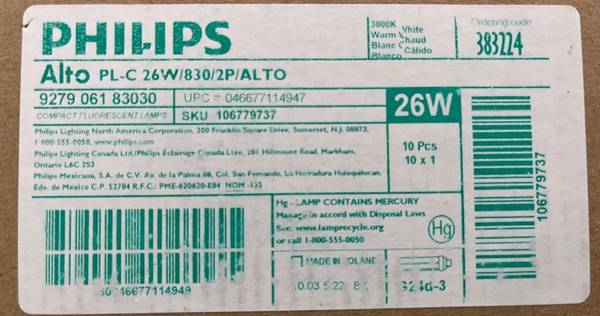 PHILIPS
3000K
Warm White
Blanc Chaud
Blanco Cálido
Ordering code
383224
Alto PL-C 26W/830/2P/ALTO
9279 061 83030
UPC = 046677114947
COMPACT FLUORESCENT LAMPS
SKU 106779737
26W
Philips Lighting North America Corporation, 200 Franklin Square Drive, Somerset, N.J. 08873,
1 800-555-0050, www.philips.com
Philips Lighting Canada Ltd./Philips Éclairage Canada Ltée, 281 Hillmount Road, Markham,
Ontario L6C 2S3
Philips Mexicana, S.A. de C.V. Av. de la Palma #6, Col. San Fernando, La Herradura Huixquilucan,
Edo. de Mexico C.P. 52784 R.F.C.: PME-620620-E84 NOM -135
10 Pcs
10 x 1
106779737
Hg - LAMP CONTAINS MERCURY
Manage in accord with Disposal Laws
See: www.lamprecycle.org
or call 1-800-555-0050
Hg
MADE IN POLAND
G24d-3